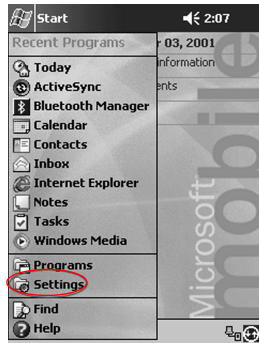 Start 2:07
Recent Programs
r 03, 2001
Today
information
ActiveSync
ents
Bluetooth Manager
Calendar
Contacts
Inbox
Internet Explorer
Notes
Tasks
Windows Media
Programs
Settings
Find
Help
Microsoft
mobile